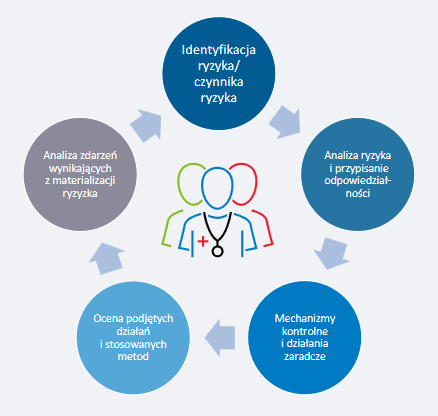 Identyfikacja
ryzyka/
czynnika
ryzyka
Analiza ryzyka
i przypisanie
odpowiedzial-
ności
Mechanizmy
kontrolne
i działania
zaradcze
Ocena podjętych
działań
i stosowanych
metod
Analiza zdarzeń
wynikających
z materializacji
ryzyzka